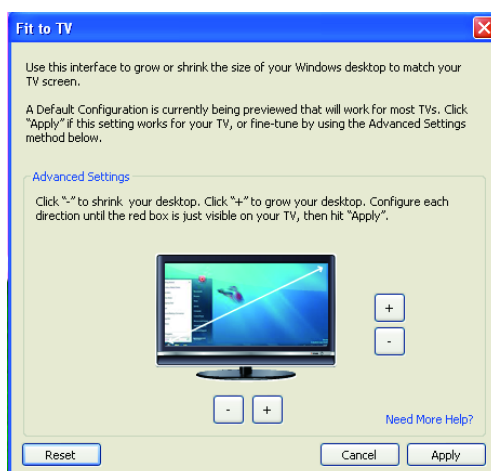 Fit to TV
Use this interface to grow or shrink the size of your Windows desktop to match your
TV screen.
A Default Configuration is currently being previewed that will work for most TVs. Click
"Apply" if this setting works for your TV, or fine-tune by using the Advanced Settings
method below.
Advanced Settings
Click "-" to shrink your desktop. Click "+" to grow your desktop. Configure each
direction until the red box is just visible on your TV, then hit "Apply".
+
-
- +
Need More Help?
Reset Cancel Apply